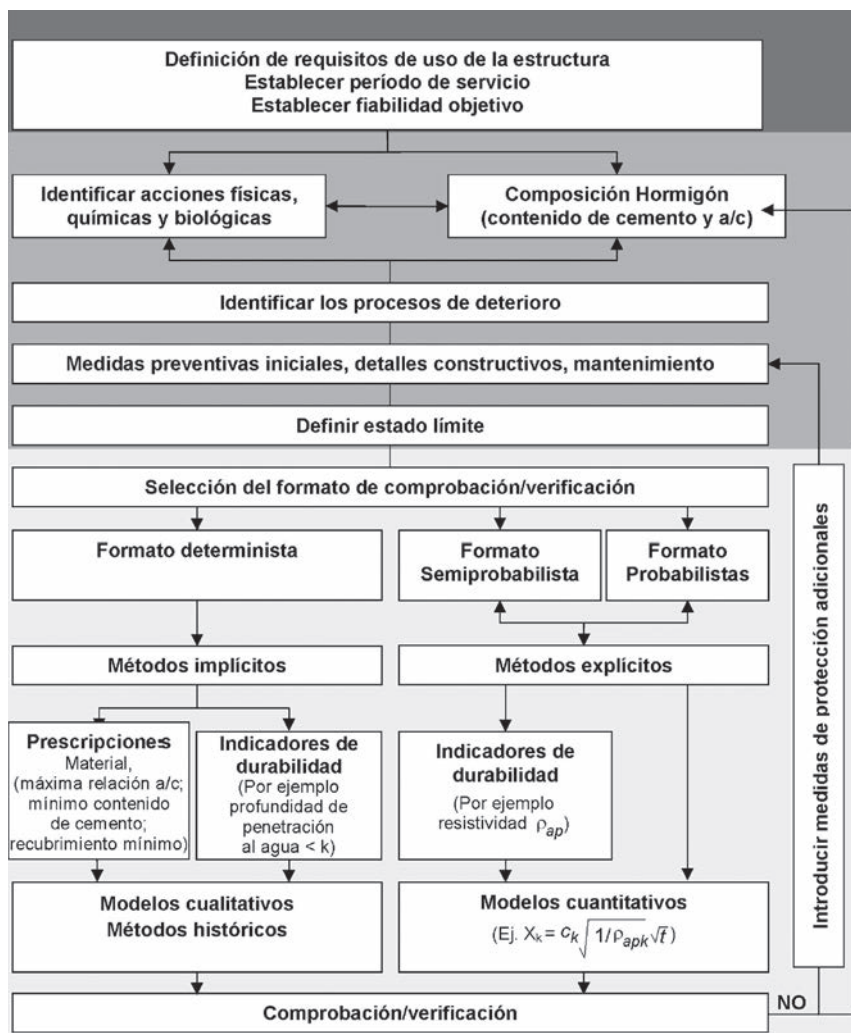 Definición de requisitos de uso de la estructura
Establecer período de servicio
Establecer fiabilidad objetivo
Identificar acciones físicas,
químicas y biológicas
Composición Hormigón
(contenido de cemento y a/c)
Identificar los procesos de deterioro
Medidas preventivas iniciales, detalles constructivos, mantenimiento
Definir estado límite
Selección del formato de comprobación/verificación
Formato determinista
Formato
Semiprobabilista
Formato
Probabilistas
Métodos implícitos
Métodos explícitos
Prescripciones
Material,
(máxima relación a/c;
mínimo contenido
de cemento;
recubrimiento mínimo)
Indicadores de
durabilidad
(Por ejemplo
profundidad de
penetración
al agua < k)
Indicadores de
durabilidad
(Por ejemplo
resistividad ρap)
Modelos cualitativos
Métodos históricos
Modelos cuantitativos
(Ej. Xk = ck √1/ρapk √t)
Comprobación/verificación
NO
Introducir medidas de protección adicionales